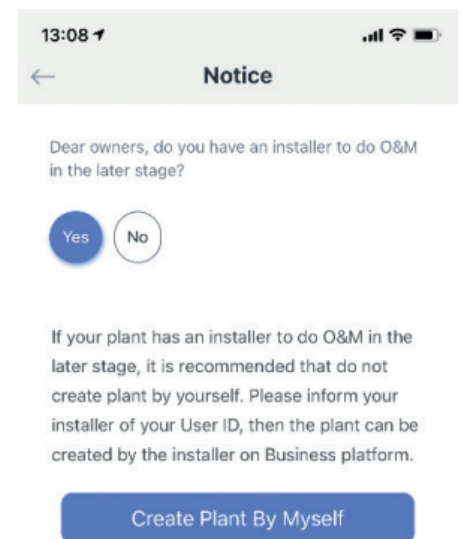 13:08
Notice
Dear owners, do you have an installer to do O&M
in the later stage?
Yes No
If your plant has an installer to do O&M in the
later stage, it is recommended that do not
create plant by yourself. Please inform your
installer of your User ID, then the plant can be
created by the installer on Business platform.
Create Plant By Myself